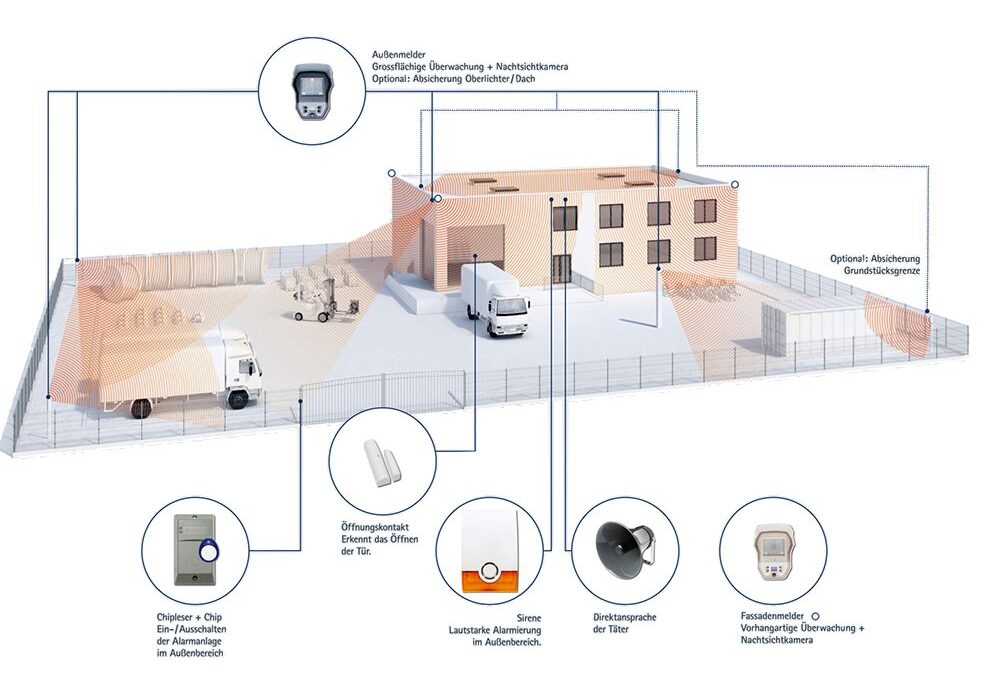 Außenmelder
Grossflächige Überwachung + Nachtsichtkamera
Optional: Absicherung Oberlichter/Dach
Optional: Absicherung
Grundstücksgrenze
Öffnungskontakt
Erkennt das Öffnen
der Tür.
Chipleser + Chip
Ein-/Ausschalten
der Alarmanlage
im Außenbereich
Sirene
Lautstarke Alarmierung
im Außenbereich.
Direktansprache
der Täter
Fassadenmelder
Vorhangartige Überwachung +
Nachtsichtkamera